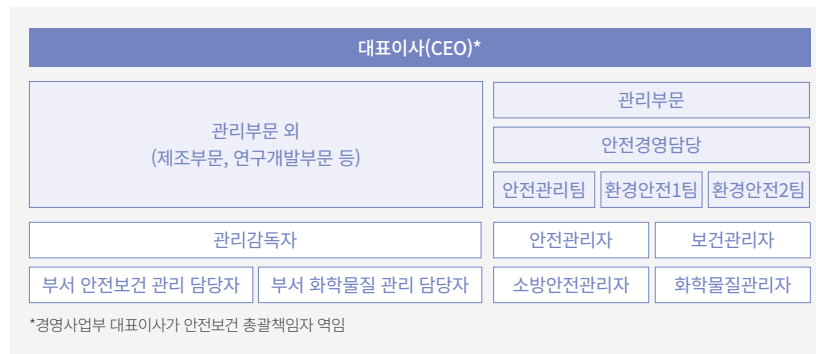 대표이사(CEO)*
관리부문 외
(제조부문, 연구개발부문 등)
관리부문
안전경영담당
안전관리팀
환경안전1팀
환경안전2팀
관리감독자
부서 안전보건 관리 담당자
부서 화학물질 관리 담당자
안전관리자
보건관리자
소방안전관리자
화학물질관리자
*경영사업부 대표이사가 안전보건 총괄책임자 역임